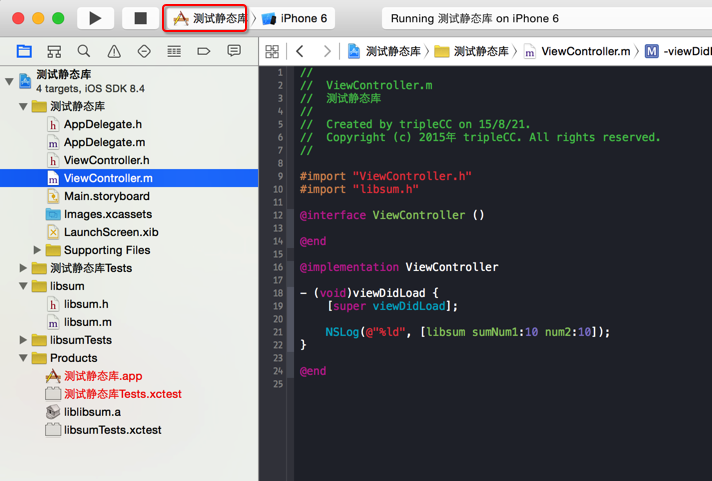 测试静态库 〉 iPhone 6
Running 测试静态库 on iPhone 6
测试静态库 〉 测试静态库 〉 ViewController.m 〉 M -viewDid
测试静态库
4 targets, iOS SDK 8.4
测试静态库
h AppDelegate.h
m AppDelegate.m
h ViewController.h
m ViewController.m
Main.storyboard
Images.xcassets
LaunchScreen.xib
Supporting Files
测试静态库Tests
libsum
h libsum.h
m libsum.m
libsumTests
Products
测试静态库.app
测试静态库Tests.xctest
liblibsum.a
libsumTests.xctest
1 //
2 //  ViewController.m
3 //  测试静态库
4 //
5 //  Created by tripleCC on 15/8/21.
6 //  Copyright (c) 2015年 tripleCC. All rights reserved.
7 //
8
9 #import "ViewController.h"
10 #import "libsum.h"
11
12 @interface ViewController ()
13
14 @end
15
16 @implementation ViewController
17
18 - (void)viewDidLoad {
19     [super viewDidLoad];
20
21     NSLog(@"%ld", [libsum sumNum1:10 num2:10]);
22 }
23
24 @end
25